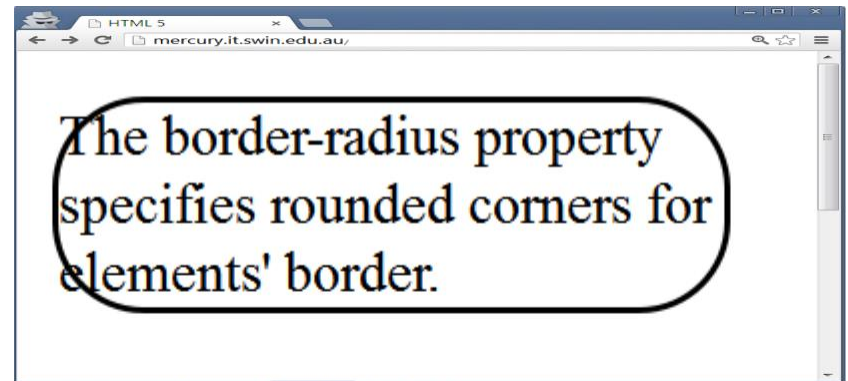 HTML 5
mercury.it.swin.edu.au/
The border-radius property
specifies rounded corners for
elements' border.